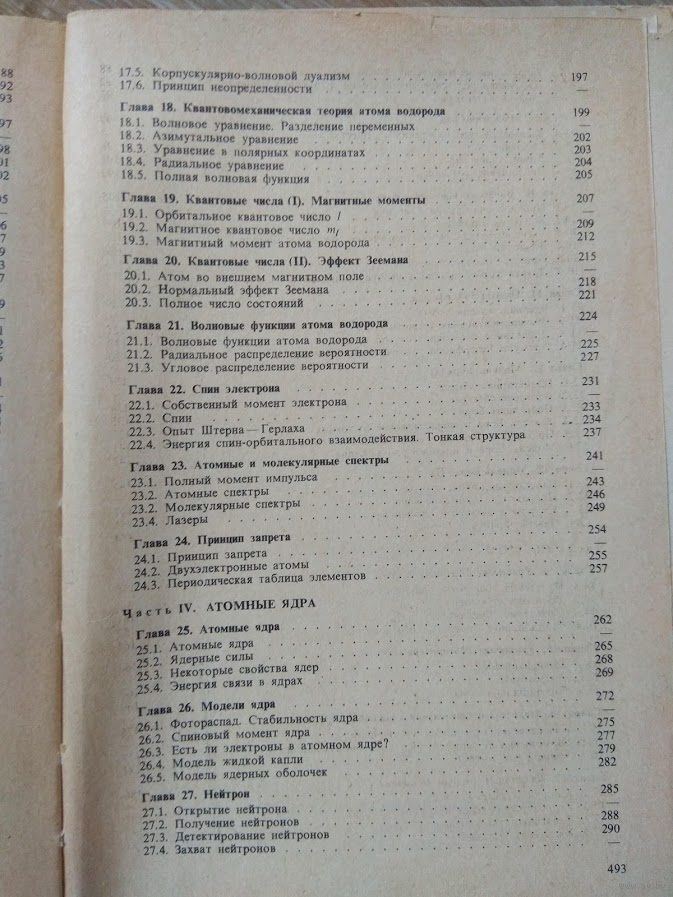 88
92
93
97
—
98
01
02
05
17.5. Корпускулярно-волновой дуализм 197
17.6. Принцип неопределенности —
Глава 18. Квантовомеханическая теория атома водорода 199
18.1. Волновое уравнение. Разделение переменных —
18.2. Азимутальное уравнение 202
18.3. Уравнение в полярных координатах 203
18.4. Радиальное уравнение 204
18.5. Полная волновая функция 205
Глава 19. Квантовые числа (I). Магнитные моменты 207
19.1. Орбитальное квантовое число l —
19.2. Магнитное квантовое число ml 209
19.3. Магнитный момент атома водорода 212
Глава 20. Квантовые числа (II). Эффект Зеемана 215
20.1. Атом во внешнем магнитном поле —
20.2. Нормальный эффект Зеемана 218
20.3. Полное число состояний 221
Глава 21. Волновые функции атома водорода 224
21.1. Волновые функции атома водорода —
21.2. Радиальное распределение вероятности 225
21.3. Угловое распределение вероятности 227
Глава 22. Спин электрона 231
22.1. Собственный момент электрона —
22.2. Спин 233
22.3. Опыт Штерна — Герлаха 234
22.4. Энергия спин-орбитального взаимодействия. Тонкая структура 237
Глава 23. Атомные и молекулярные спектры 241
23.1. Полный момент импульса —
23.2. Атомные спектры 243
23.2. Молекулярные спектры 246
23.4. Лазеры 249
Глава 24. Принцип запрета 254
24.1. Принцип запрета —
24.2. Двухэлектронные атомы 255
24.3. Периодическая таблица элементов 257
Часть IV. АТОМНЫЕ ЯДРА
Глава 25. Атомные ядра 262
25.1. Атомные ядра —
25.2. Ядерные силы 265
25.3. Некоторые свойства ядер 268
25.4. Энергия связи в ядрах 269
Глава 26. Модели ядра 272
26.1. Фотораспад. Стабильность ядра —
26.2. Спиновый момент ядра 275
26.3. Есть ли электроны в атомном ядре? 277
26.4. Модель жидкой капли 279
26.5. Модель ядерных оболочек 282
Глава 27. Нейтрон 285
27.1. Открытие нейтрона —
27.2. Получение нейтронов 288
27.3. Детектирование нейтронов 290
27.4. Захват нейтронов —
493